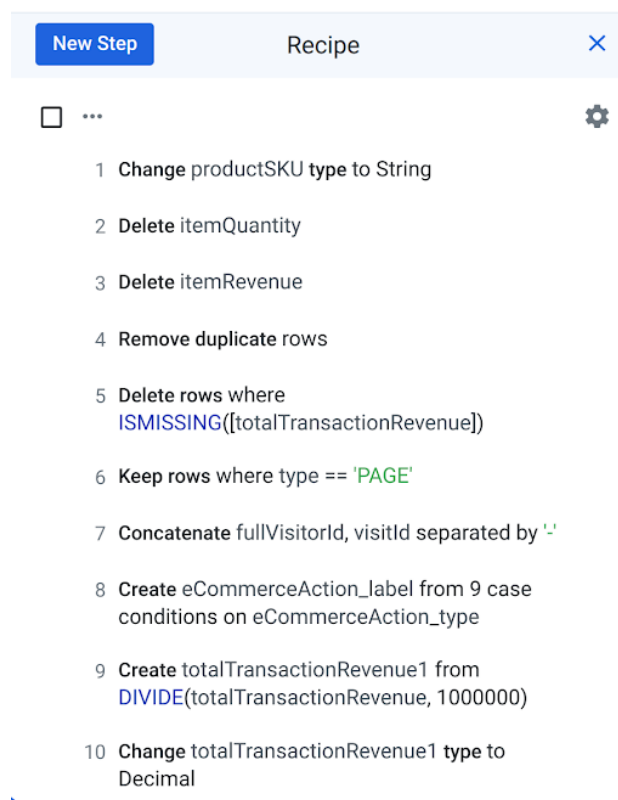 New Step
Recipe
...
1 Change productSKU type to String
2 Delete itemQuantity
3 Delete itemRevenue
4 Remove duplicate rows
5 Delete rows where
ISMISSING([totalTransactionRevenue])
6 Keep rows where type == 'PAGE'
7 Concatenate fullVisitorId, visitId separated by '-'
8 Create eCommerceAction_label from 9 case
conditions on eCommerceAction_type
9 Create totalTransactionRevenue1 from
DIVIDE(totalTransactionRevenue, 1000000)
10 Change totalTransactionRevenue1 type to
Decimal